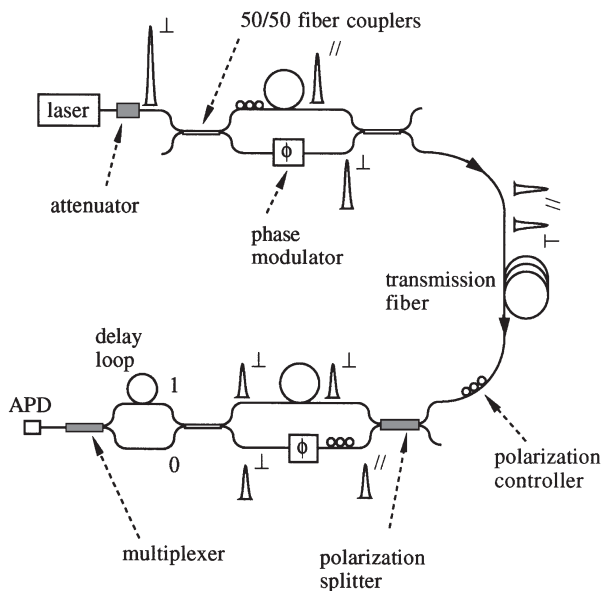 50/50 fiber couplers
⊥
//
laser
ϕ
⊥
attenuator
phase
modulator
//
⊥
transmission
fiber
delay
loop
1
⊥
⊥
APD
0
⊥
ϕ
//
polarization
controller
multiplexer
polarization
splitter